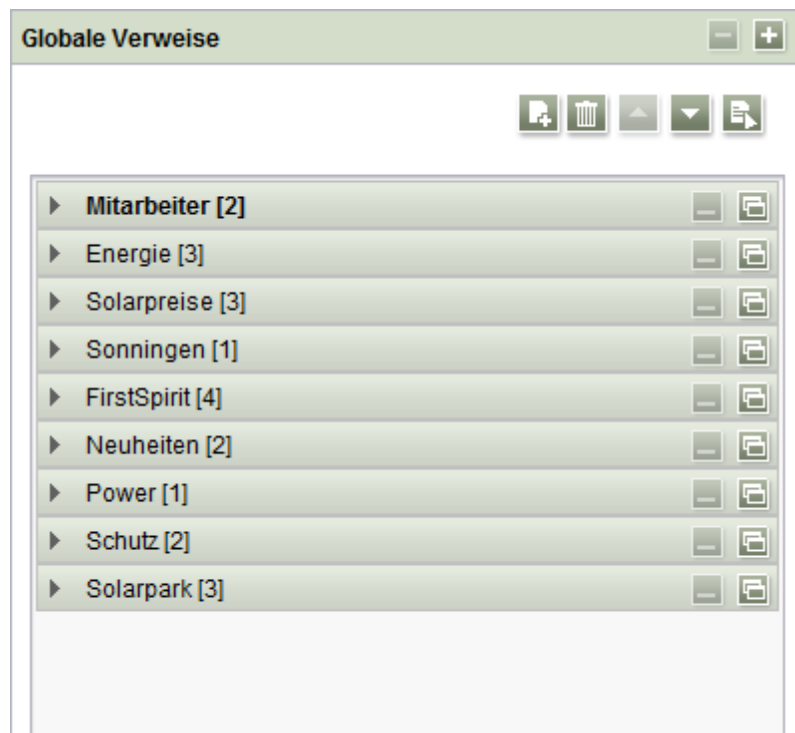 Globale Verweise
Mitarbeiter [2]
Energie [3]
Solarpreise [3]
Sonningen [1]
FirstSpirit [4]
Neuheiten [2]
Power [1]
Schutz [2]
Solarpark [3]